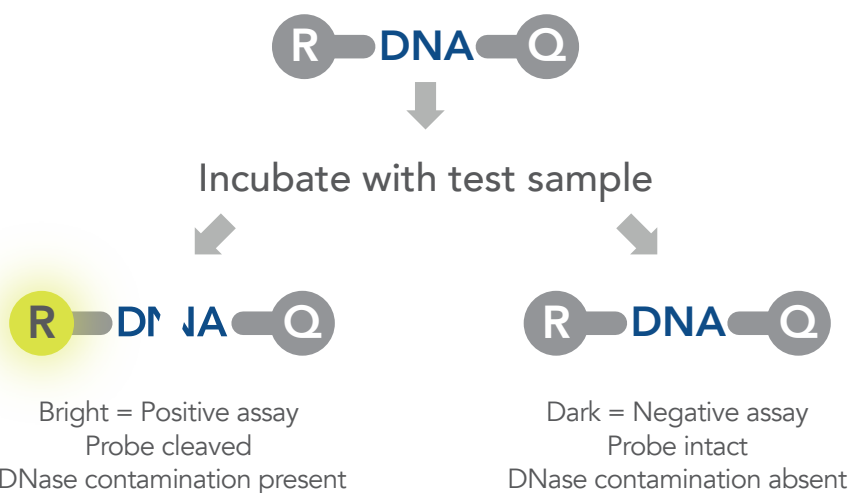 R DNA Q
Incubate with test sample
R DNA Q
R DNA Q
Bright = Positive assay
Probe cleaved
DNase contamination present
Dark = Negative assay
Probe intact
DNase contamination absent